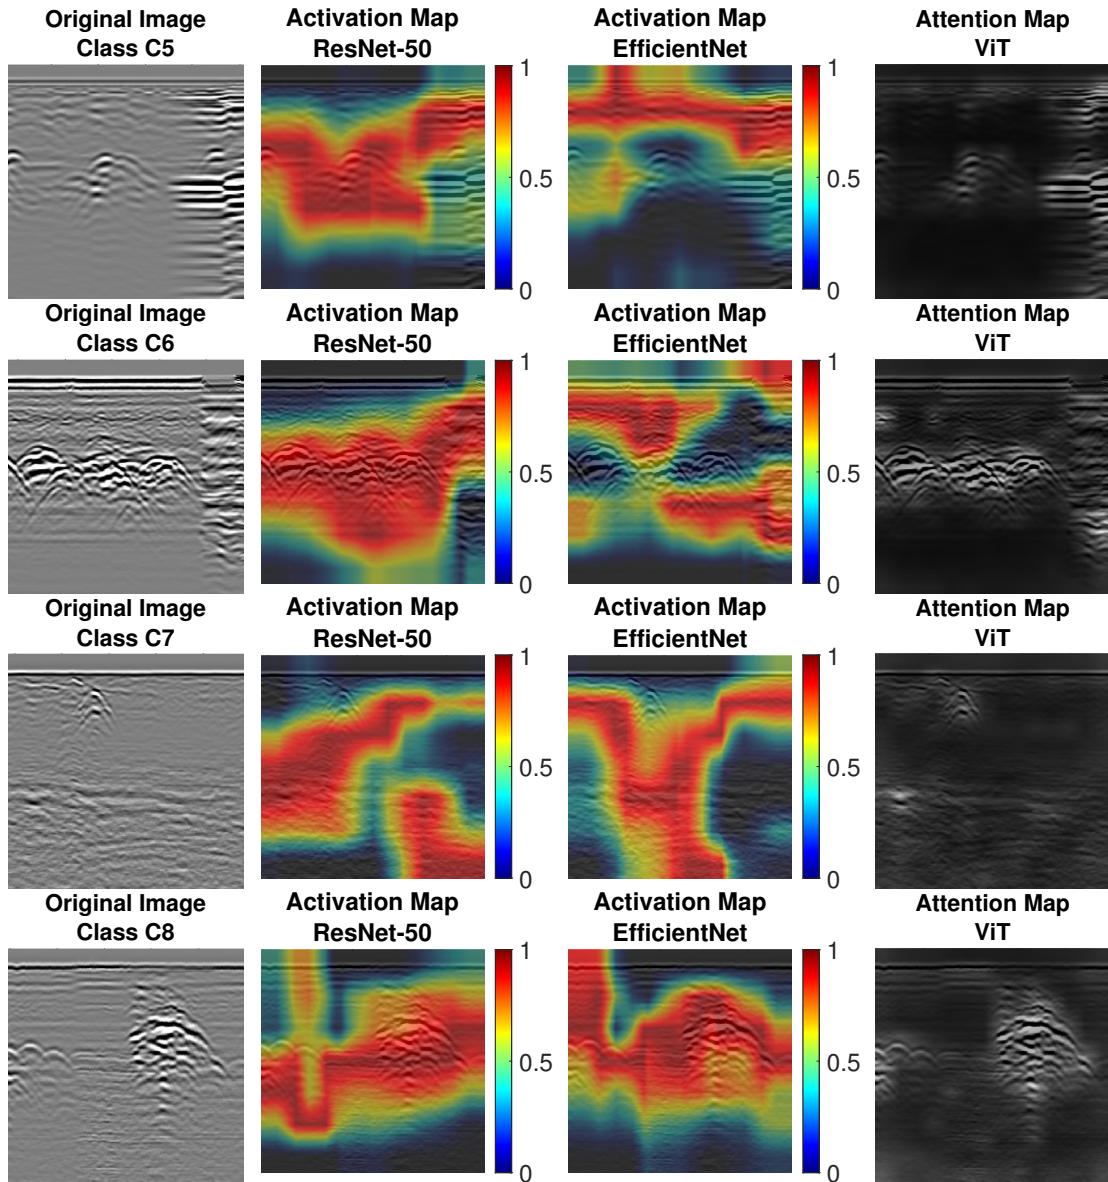 Original Image
Class C5
Activation Map
ResNet-50
1
0.5
0
Activation Map
EfficientNet
1
0.5
0
Attention Map
ViT
Original Image
Class C6
Activation Map
ResNet-50
1
0.5
0
Activation Map
EfficientNet
1
0.5
0
Attention Map
ViT
Original Image
Class C7
Activation Map
ResNet-50
1
0.5
0
Activation Map
EfficientNet
1
0.5
0
Attention Map
ViT
Original Image
Class C8
Activation Map
ResNet-50
1
0.5
0
Activation Map
EfficientNet
1
0.5
0
Attention Map
ViT